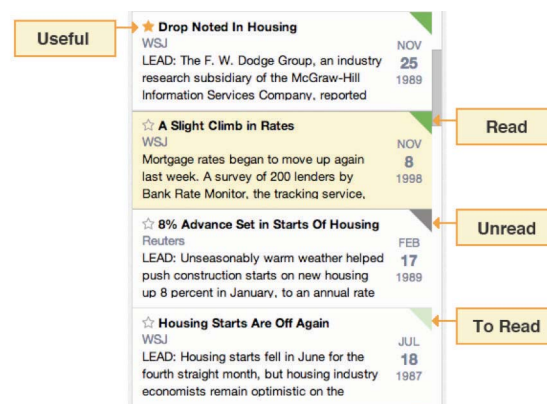 Useful
Drop Noted In Housing
WSJ
LEAD: The F. W. Dodge Group, an industry
research subsidiary of the McGraw-Hill
Information Services Company, reported
NOV
25
1989
A Slight Climb in Rates
WSJ
Mortgage rates began to move up again
last week. A survey of 200 lenders by
Bank Rate Monitor, the tracking service,
NOV
8
1998
Read
8% Advance Set in Starts Of Housing
Reuters
LEAD: Unseasonably warm weather helped
push construction starts on new housing
up 8 percent in January, to an annual rate
FEB
17
1989
Unread
Housing Starts Are Off Again
WSJ
LEAD: Housing starts fell in June for the
fourth straight month, but housing industry
economists remain optimistic on the
JUL
18
1987
To Read